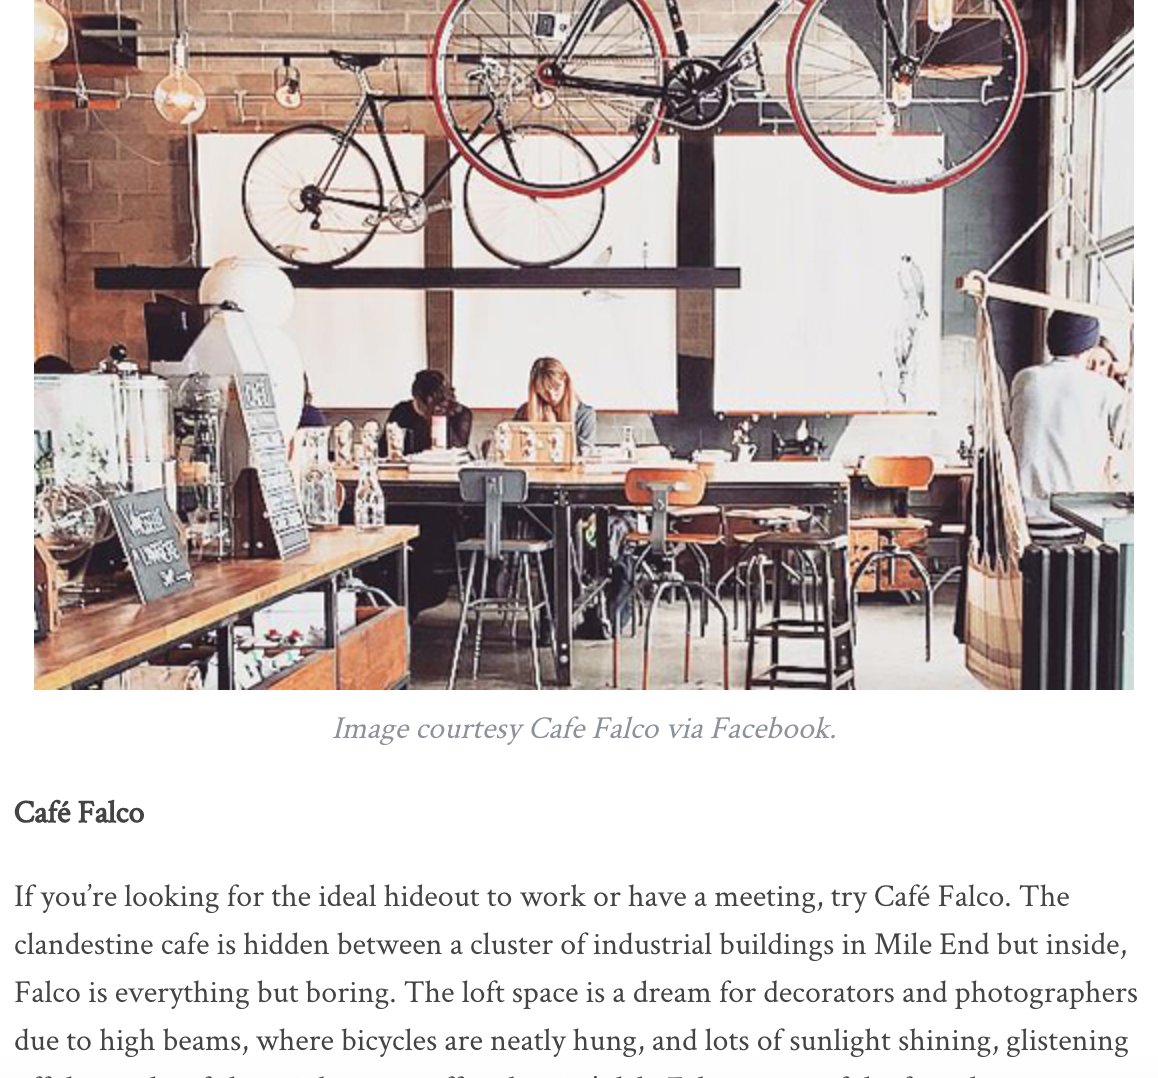 Image courtesy Cafe Falco via Facebook.
Café Falco
If you’re looking for the ideal hideout to work or have a meeting, try Café Falco. The
clandestine cafe is hidden between a cluster of industrial buildings in Mile End but inside,
Falco is everything but boring. The loft space is a dream for decorators and photographers
due to high beams, where bicycles are neatly hung, and lots of sunlight shining, glistening